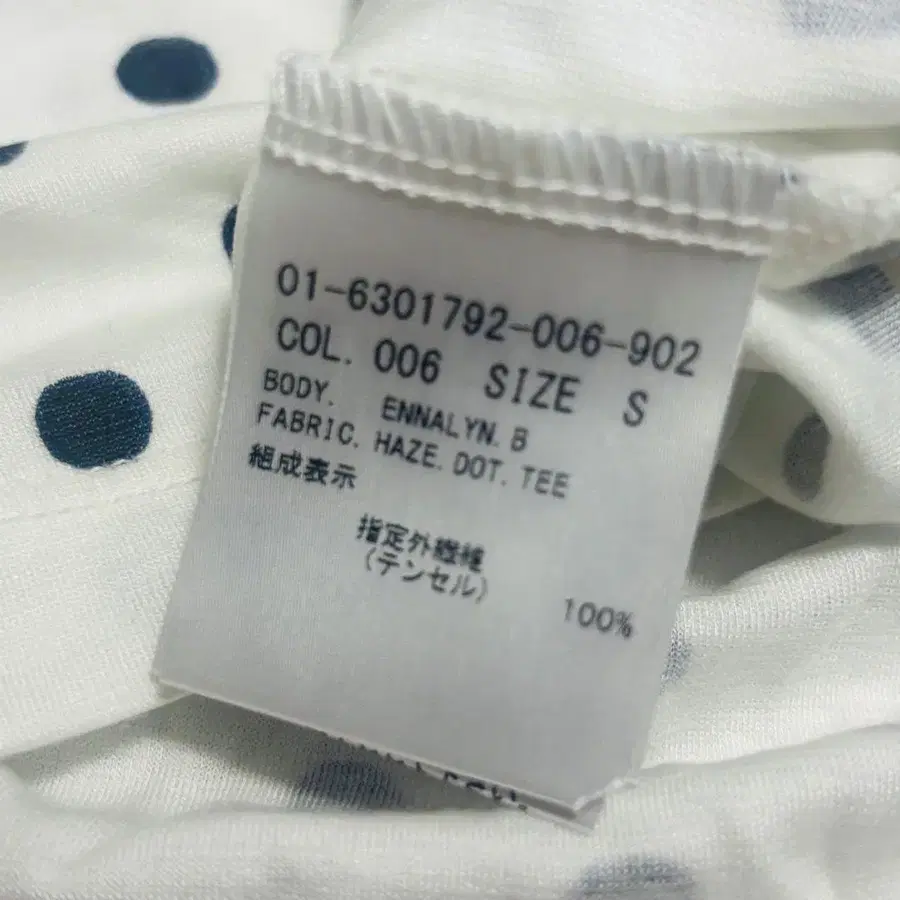 01-6301792-006-902
COL. 006 SIZE S
BODY. ENNALYN.B
FABRIC. HAZE.DOT.TEE
組成表示
指定外繊維
(テンセル)
100%